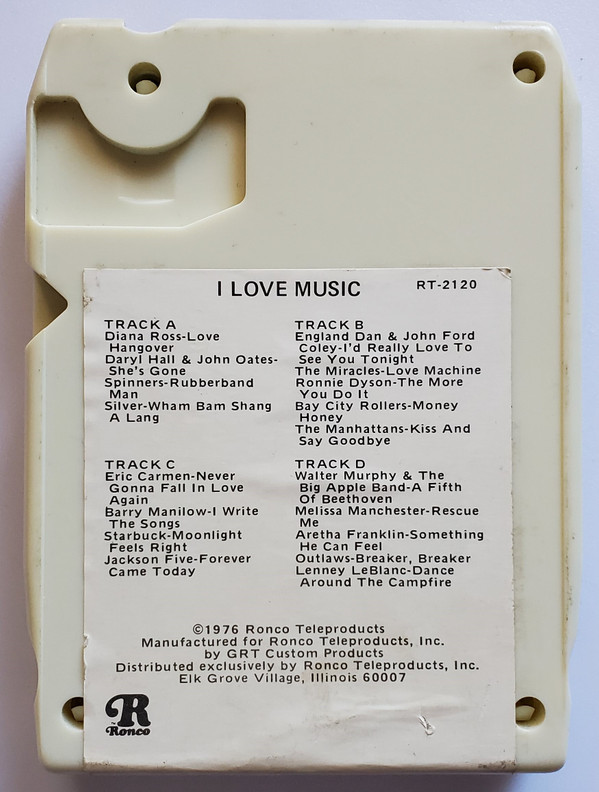 I LOVE MUSIC RT-2120
TRACK A
Diana Ross-Love
Hangover
Daryl Hall & John Oates-
She's Gone
Spinners-Rubberband
Man
Silver-Wham Bam Shang
A Lang
TRACK B
England Dan & John Ford
Coley-I'd Really Love To
See You Tonight
The Miracles-Love Machine
Ronnie Dyson-The More
You Do It
Bay City Rollers-Money
Honey
The Manhattans-Kiss And
Say Goodbye
TRACK C
Eric Carmen-Never
Gonna Fall In Love
Again
Barry Manilow-I Write
The Songs
Starbuck-Moonlight
Feels Right
Jackson Five-Forever
Came Today
TRACK D
Walter Murphy & The
Big Apple Band-A Fifth
Of Beethoven
Melissa Manchester-Rescue
Me
Aretha Franklin-Something
He Can Feel
Outlaws-Breaker, Breaker
Lenney LeBlanc-Dance
Around The Campfire
©1976 Ronco Teleproducts
Manufactured for Ronco Teleproducts, Inc.
by GRT Custom Products
Distributed exclusively by Ronco Teleproducts, Inc.
Elk Grove Village, Illinois 60007
R
Ronco